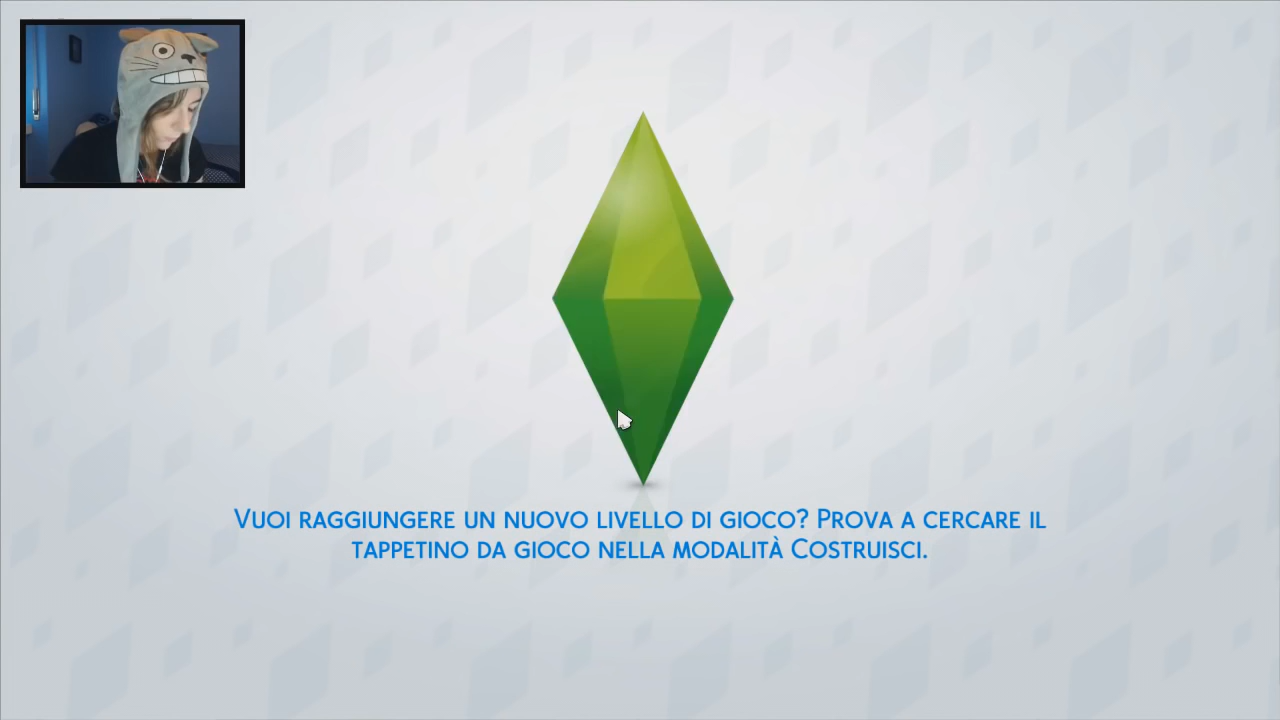 Vuoi raggiungere un nuovo livello di gioco? Prova a cercare il
tappetino da gioco nella modalità Costruisci.